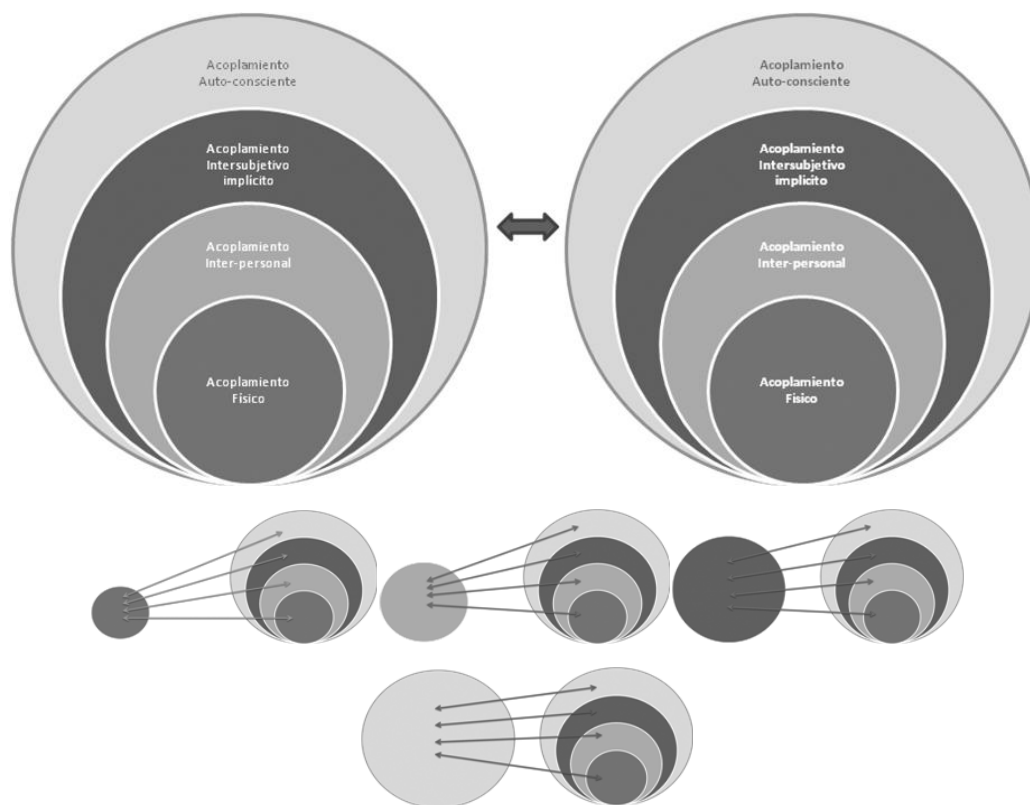 Acoplamiento
Auto-consciente
Acoplamiento
Intersubjetivo
implícito
Acoplamiento
Inter-personal
Acoplamiento
Físico
Acoplamiento
Auto-consciente
Acoplamiento
Intersubjetivo
implícito
Acoplamiento
Inter-personal
Acoplamiento
Físico